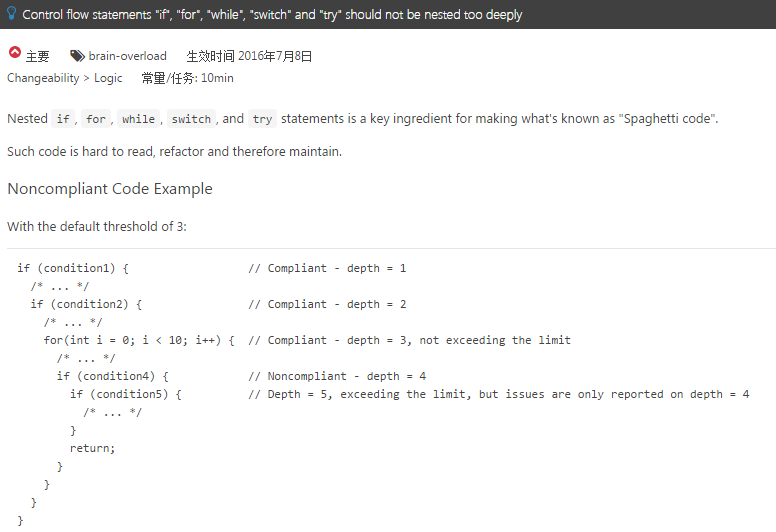 Control flow statements "if", "for", "while", "switch" and "try" should not be nested too deeply
主要 brain-overload 生效时间 2016年7月8日
Changeability > Logic 常量/任务: 10min
Nested if, for, while, switch, and try statements is a key ingredient for making what's known as "Spaghetti code".
Such code is hard to read, refactor and therefore maintain.
Noncompliant Code Example
With the default threshold of 3:
if (condition1) { // Compliant - depth = 1
/* ... */
if (condition2) { // Compliant - depth = 2
/* ... */
for(int i = 0; i < 10; i++) { // Compliant - depth = 3, not exceeding the limit
/* ... */
if (condition4) { // Noncompliant - depth = 4
if (condition5) { // Depth = 5, exceeding the limit, but issues are only reported on depth = 4
/* ... */
}
return;
}
}
}
}